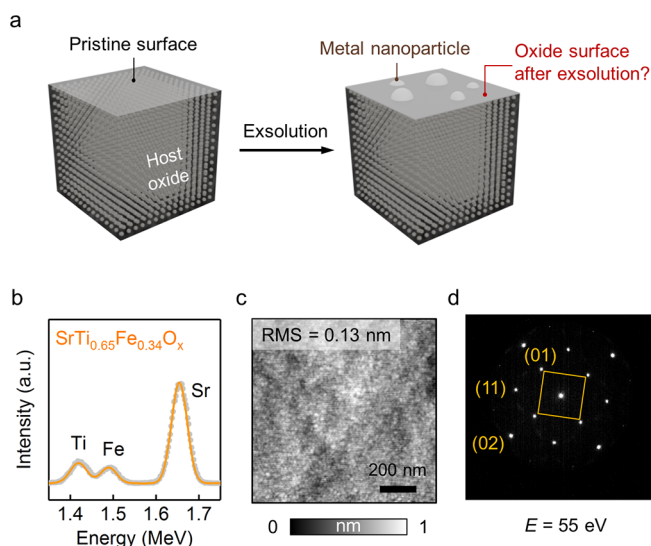 a
Pristine surface
Metal nanoparticle
Oxide surface
after exsolution?
Host
oxide
Exsolution
b
SrTi₀.₆₅Fe₀.₃₄Oₓ
Sr
Ti
Fe
Intensity (a.u.)
1.4 1.5 1.6 1.7
Energy (MeV)
c
RMS = 0.13 nm
200 nm
0 nm 1
d
(01)
(11)
(02)
E = 55 eV